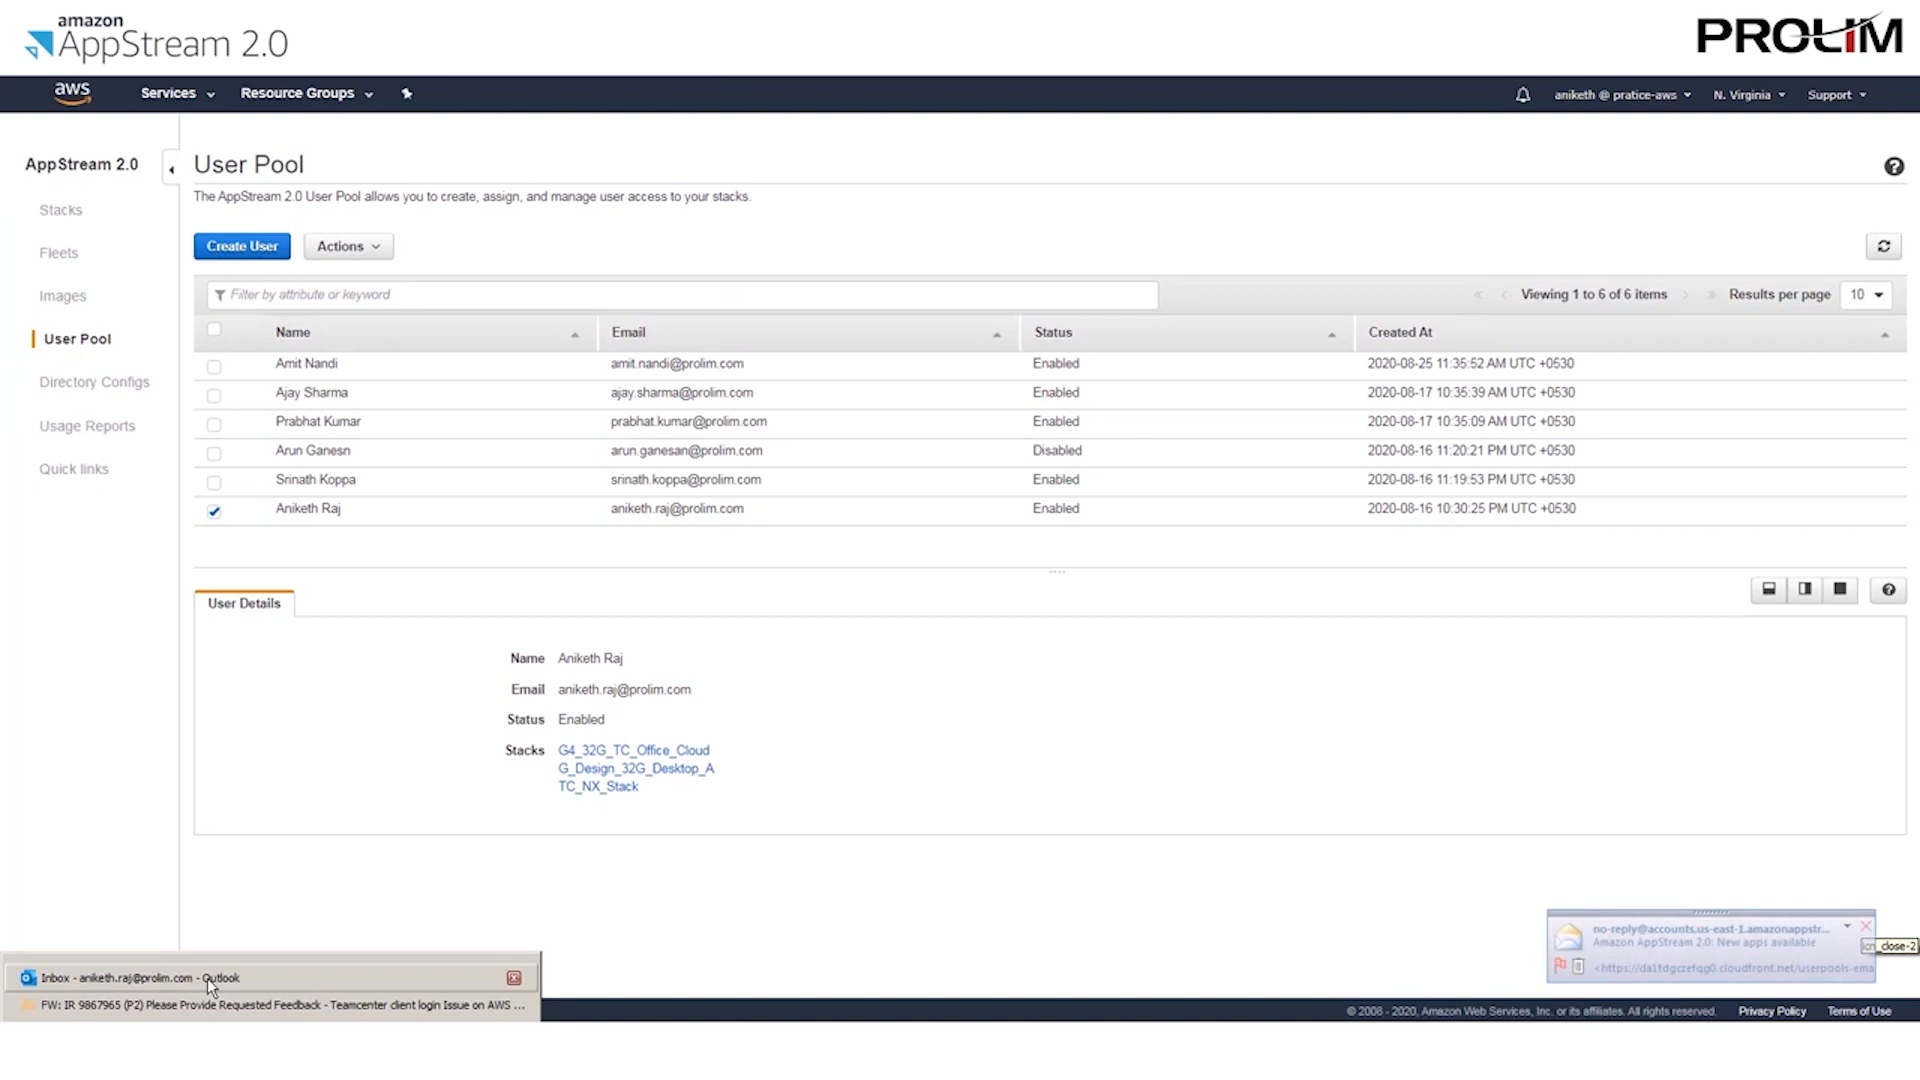 amazon
AppStream 2.0
PROLIM
aws
Services
Resource Groups
aniketh @ pratice-aws
N. Virginia
Support
AppStream 2.0
Stacks
Fleets
Images
User Pool
Directory Configs
Usage Reports
Quick links
User Pool
The AppStream 2.0 User Pool allows you to create, assign, and manage user access to your stacks.
Create User
Actions
Filter by attribute or keyword
Viewing 1 to 6 of 6 items
Results per page
10
Name Email Status Created At
Amit Nandi amit.nandi@prolim.com Enabled 2020-08-25 11:35:52 AM UTC +0530
Ajay Sharma ajay.sharma@prolim.com Enabled 2020-08-17 10:35:39 AM UTC +0530
Prabhat Kumar prabhat.kumar@prolim.com Enabled 2020-08-17 10:35:09 AM UTC +0530
Arun Ganesn arun.ganesan@prolim.com Disabled 2020-08-16 11:20:21 PM UTC +0530
Srinath Koppa srinath.koppa@prolim.com Enabled 2020-08-16 11:19:53 PM UTC +0530
Aniketh Raj aniketh.raj@prolim.com Enabled 2020-08-16 10:30:25 PM UTC +0530
User Details
Name Aniketh Raj
Email aniketh.raj@prolim.com
Status Enabled
Stacks G4_32G_TC_Office_Cloud
G_Design_32G_Desktop_A
TC_NX_Stack
no-reply@accounts.us-east-1.amazonappstr...
Amazon AppStream 2.0: New apps available
close-2
Inbox - aniketh.raj@prolim.com - Outlook
FW: IR 9867965 (P2) Please Provide Requested Feedback - Teamcenter client login Issue on AWS ...
© 2008 - 2020, Amazon Web Services, Inc. or its affiliates. All rights reserved.
Privacy Policy
Terms of Use